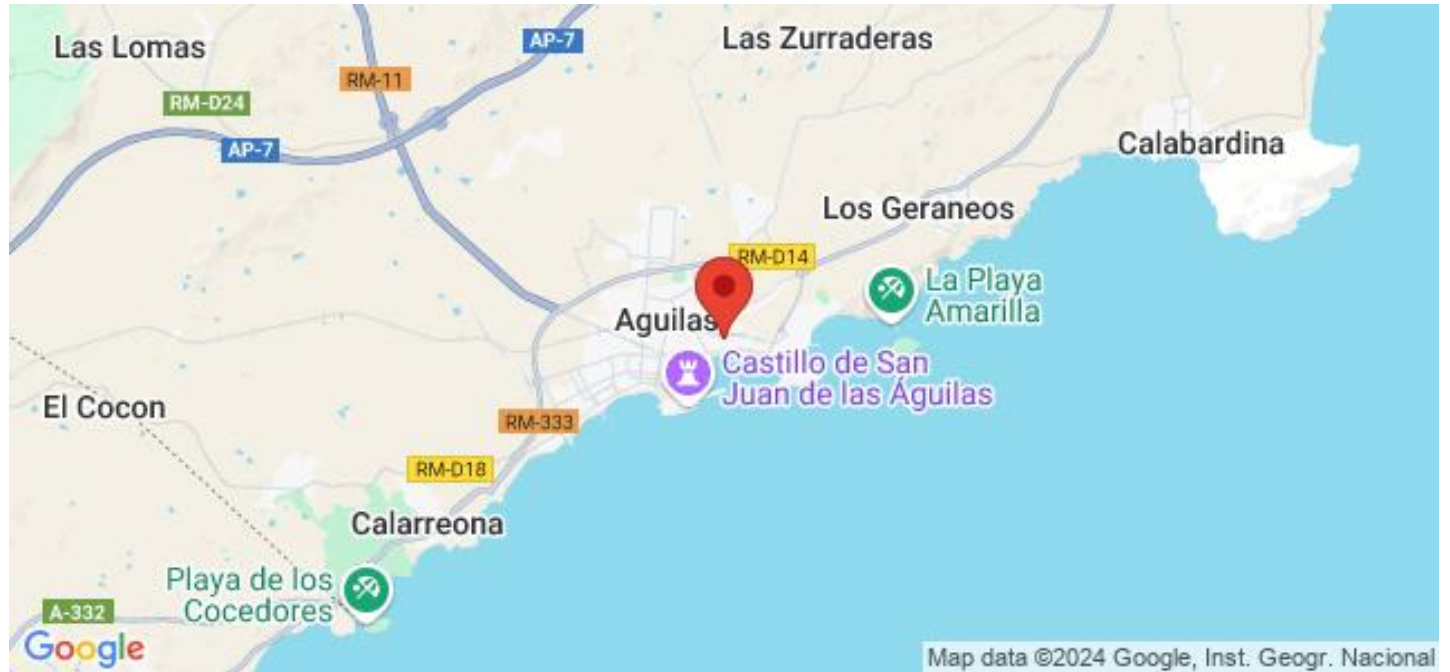 Las Lomas
AP-7
Las Zurraderas
RM-11
RM-D24
AP-7
Calabardina
Los Geraneos
RM-D14
La Playa
Amarilla
Aguilas
Castillo de San
Juan de las Águilas
El Cocon
RM-333
RM-D18
Calarreona
Playa de los
Cocedores
A-332
Google
Map data ©2024 Google, Inst. Geogr. Nacional